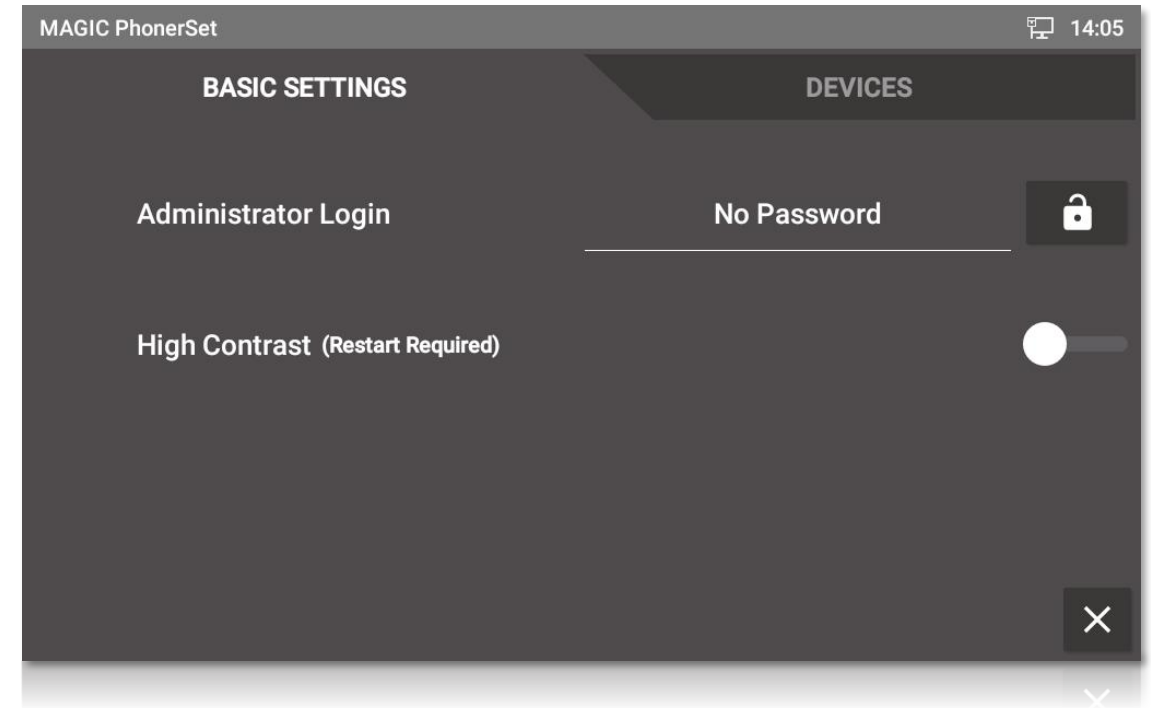 MAGIC PhonerSet 14:05
BASIC SETTINGS DEVICES
Administrator Login No Password
High Contrast (Restart Required)